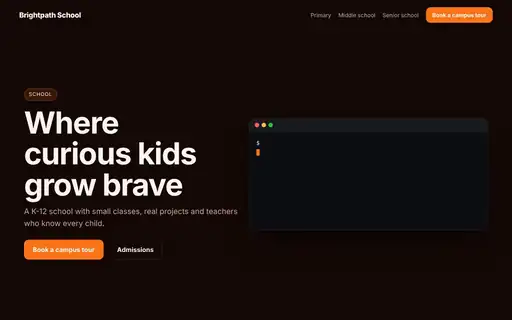 Brightpath School
Primary Middle school Senior school Book a campus tour
SCHOOL
Where
curious kids
grow brave
A K-12 school with small classes, real projects and teachers
who know every child.
Book a campus tour Admissions
$